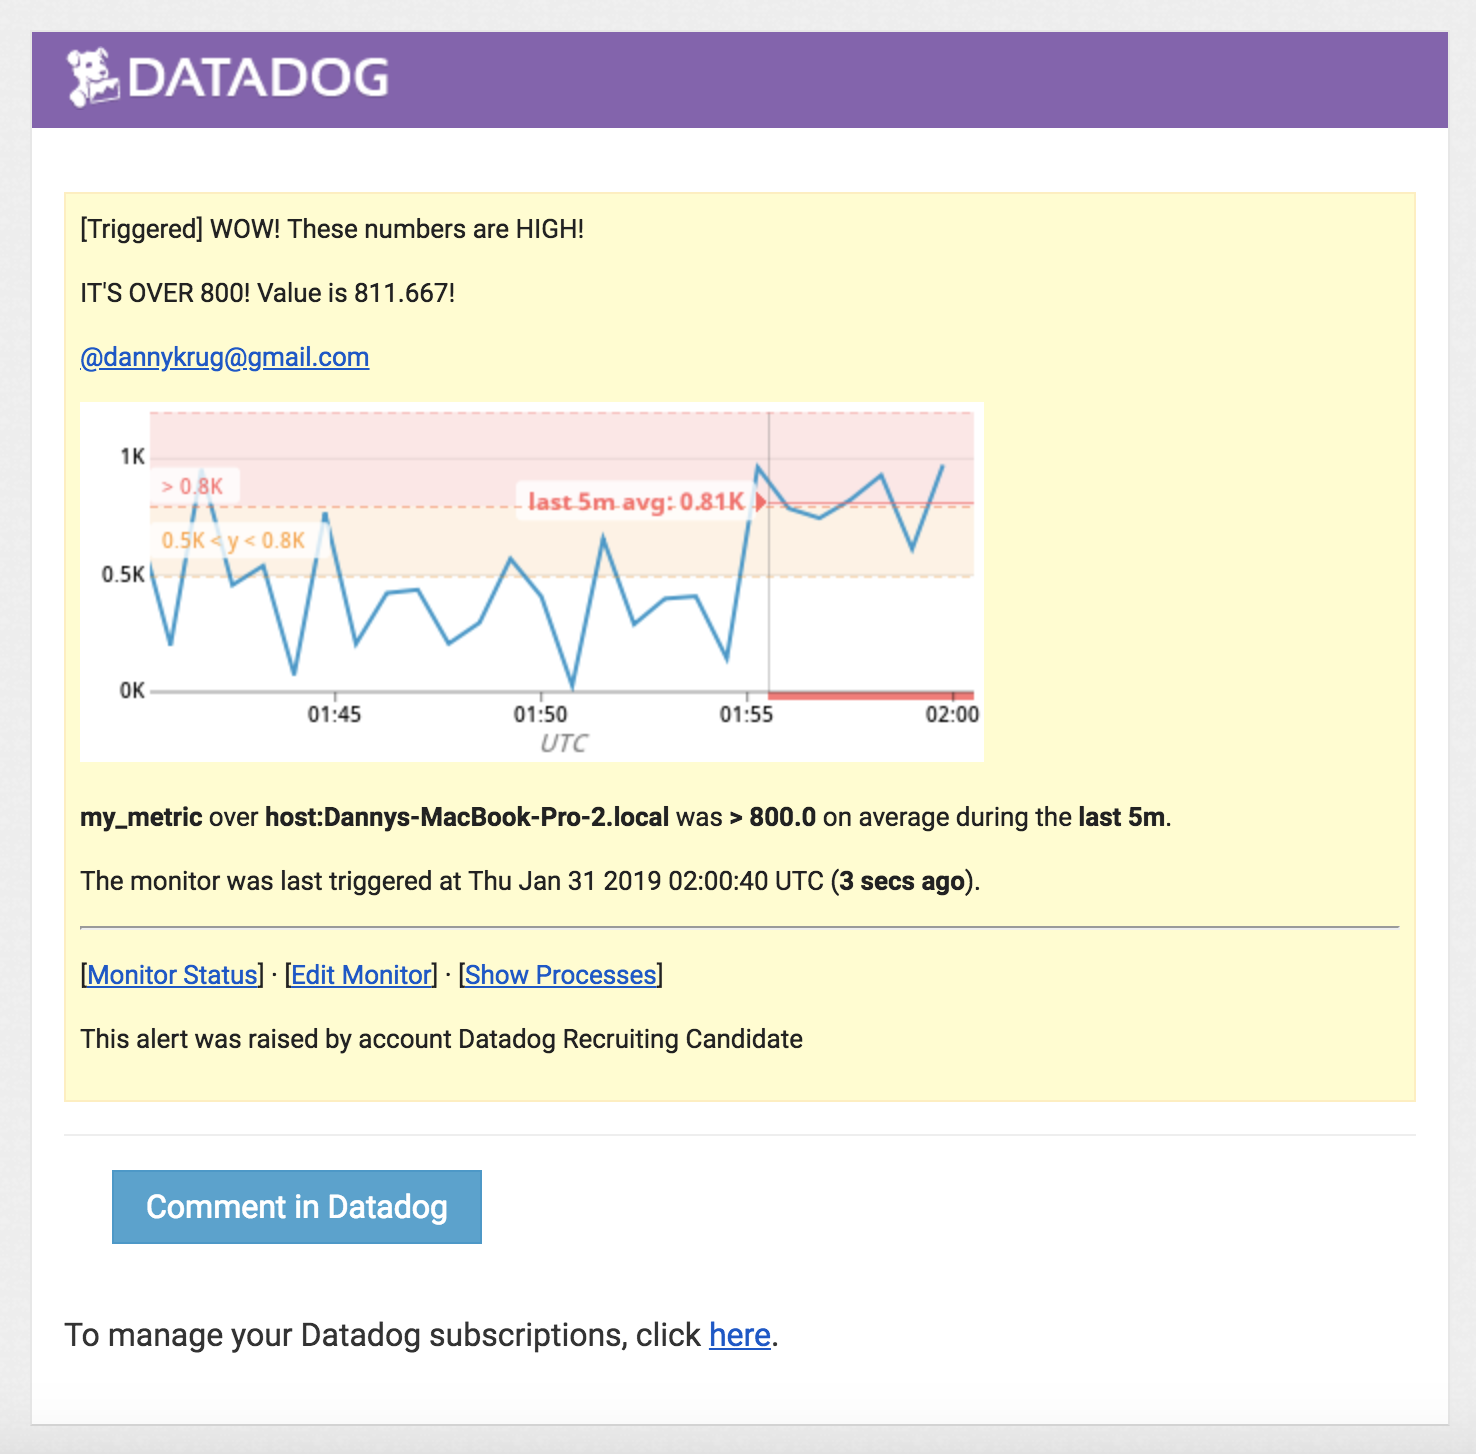 DATADOG
[Triggered] WOW! These numbers are HIGH!
IT'S OVER 800! Value is 811.667!
@dannykrug@gmail.com
1K
> 0.8K
last 5m avg: 0.81K
0.5K < y < 0.8K
0.5K
0K
01:45 01:50 01:55 02:00
UTC
my_metric over host:Dannys-MacBook-Pro-2.local was > 800.0 on average during the last 5m.
The monitor was last triggered at Thu Jan 31 2019 02:00:40 UTC (3 secs ago).
[Monitor Status] · [Edit Monitor] · [Show Processes]
This alert was raised by account Datadog Recruiting Candidate
Comment in Datadog
To manage your Datadog subscriptions, click here.